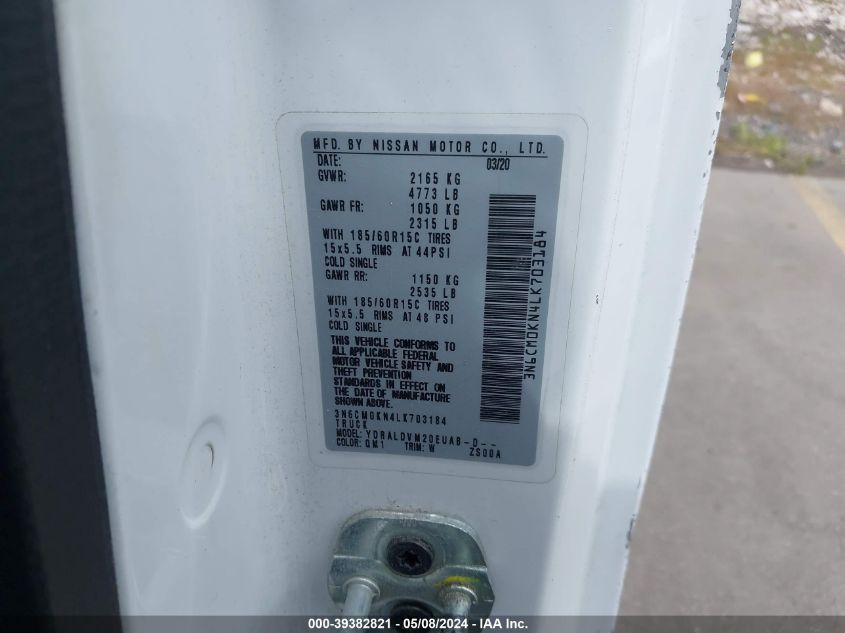 MFD. BY NISSAN MOTOR CO., LTD.
DATE: 03/20
GVWR: 2165 KG
4773 LB
GAWR FR: 1050 KG
2315 LB
WITH 185/60R15C TIRES
15x5.5 RIMS AT 44PSI
COLD SINGLE
GAWR RR: 1150 KG
2535 LB
WITH 185/60R15C TIRES
15x5.5 RIMS AT 48 PSI
COLD SINGLE
THIS VEHICLE CONFORMS TO
ALL APPLICABLE FEDERAL
MOTOR VEHICLE SAFETY AND
THEFT PREVENTION
STANDARDS IN EFFECT ON
THE DATE OF MANUFACTURE
SHOWN ABOVE.
3N6CM0KN4LK703184
TRUCK
MODEL: YDRALDVM20EUAB-D--
COLOR: QM1 TRIM: W ZS00A
3N6CM0KN4LK703184
000-39382821 - 05/08/2024 - IAA Inc.